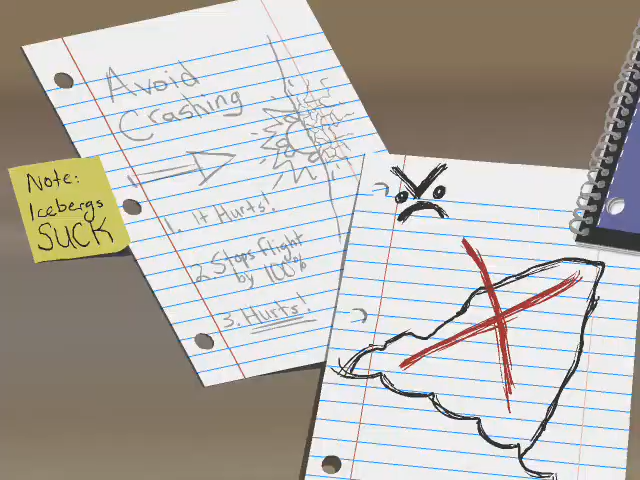 Avoid
Crashing
1. It Hurts!
2. Stops flight
by 100%
3. Hurts!
Note:
Icebergs
SUCK